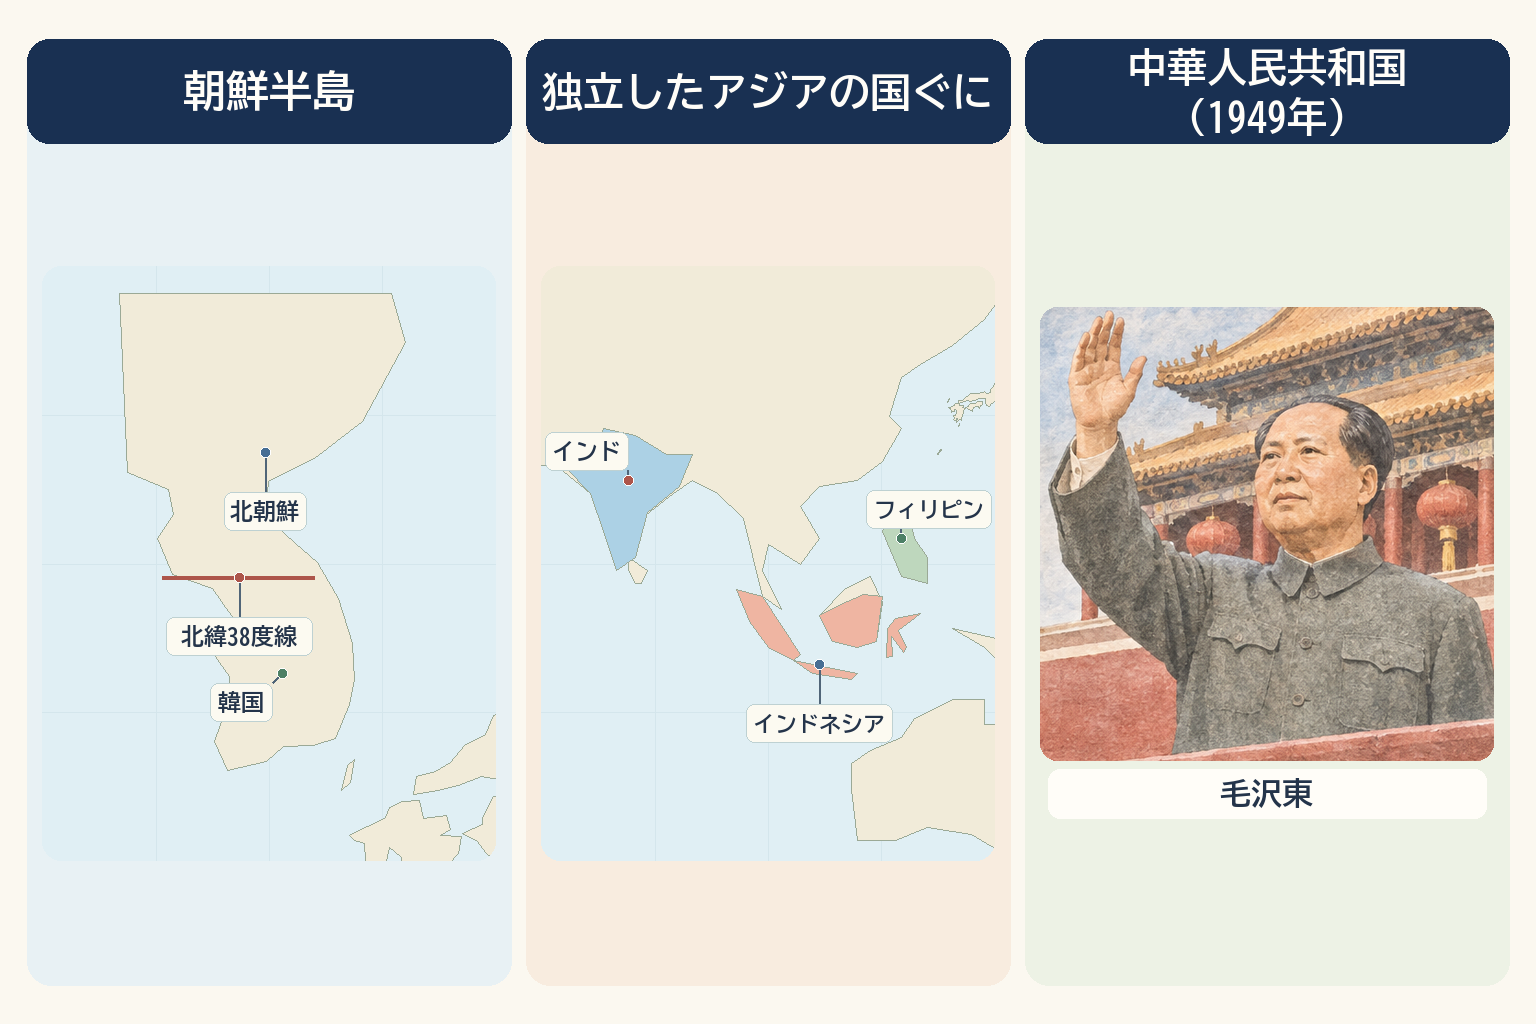 朝鮮半島
北朝鮮
北緯38度線
韓国
独立したアジアの国ぐに
インド
フィリピン
インドネシア
中華人民共和国
(1949年)
毛沢東